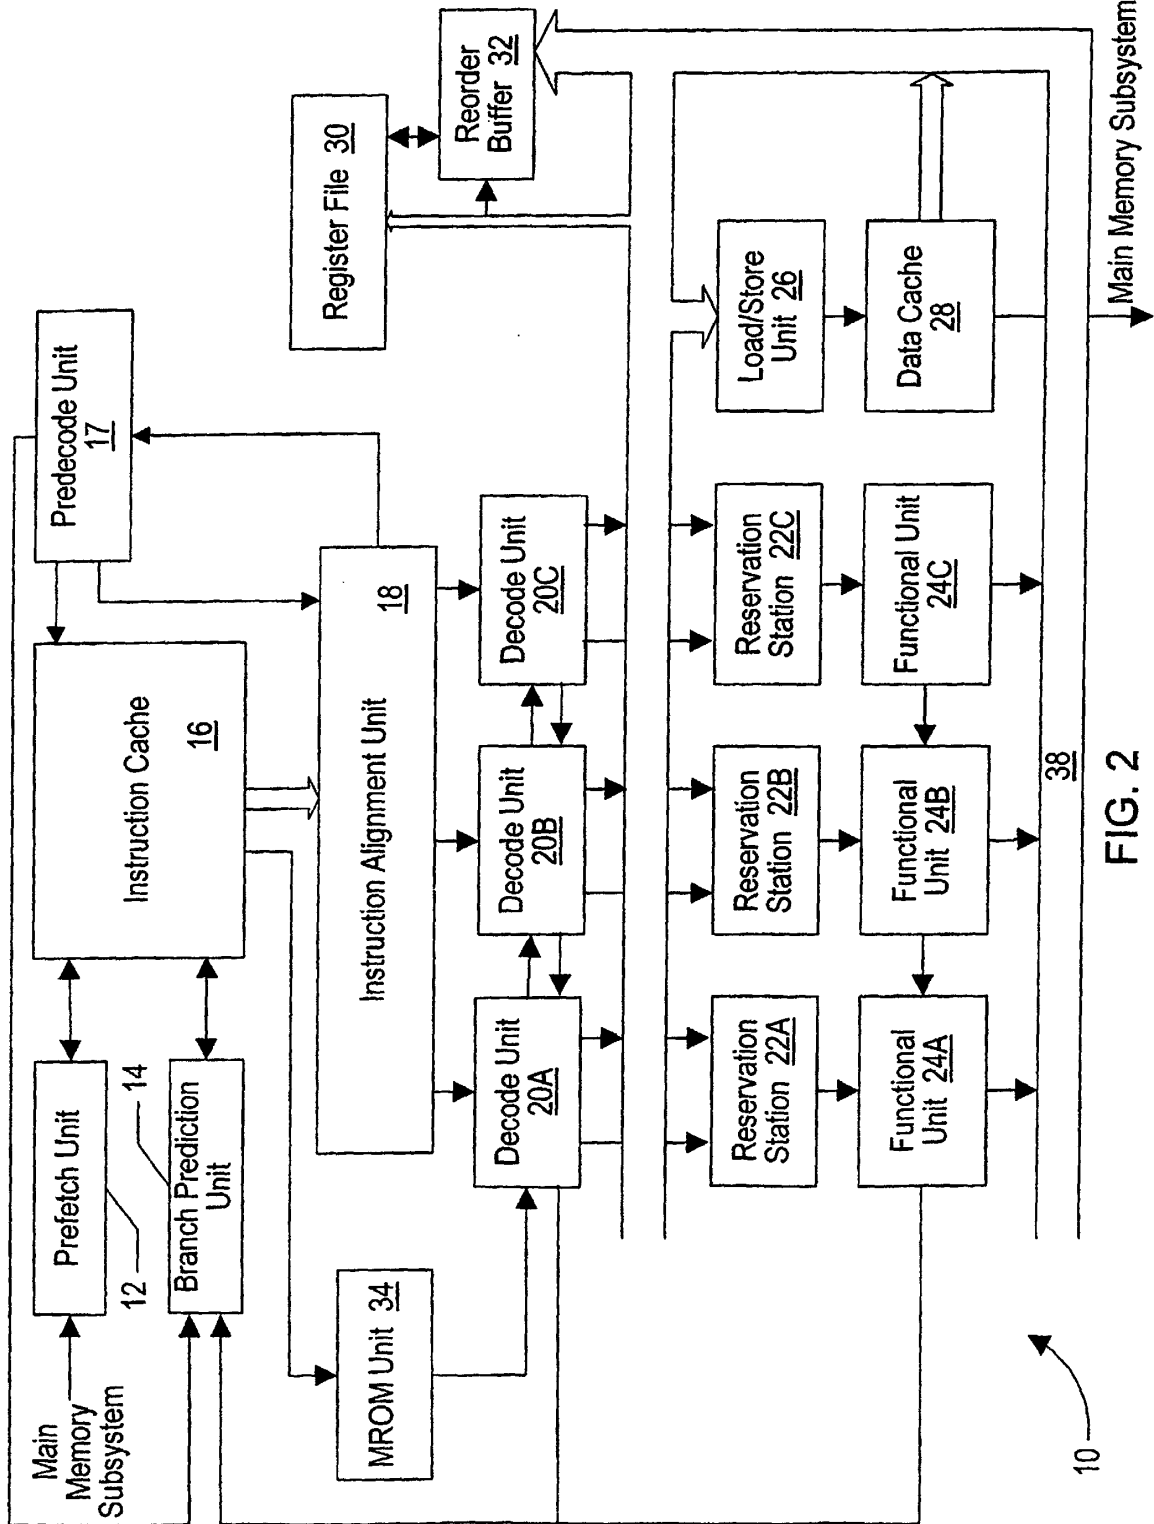 Main
Memory
Subsystem
Prefetch Unit
12
14
Branch Prediction
Unit
Instruction Cache
16
Predecode Unit
17
MROM Unit 34
Instruction Alignment Unit
18
Register File 30
Reorder
Buffer 32
Decode Unit
20A
Decode Unit
20B
Decode Unit
20C
Reservation
Station 22A
Reservation
Station 22B
Reservation
Station 22C
Load/Store
Unit 26
Functional
Unit 24A
Functional
Unit 24B
Functional Unit
24C
Data Cache
28
38
Main Memory Subsystem
10
FIG. 2